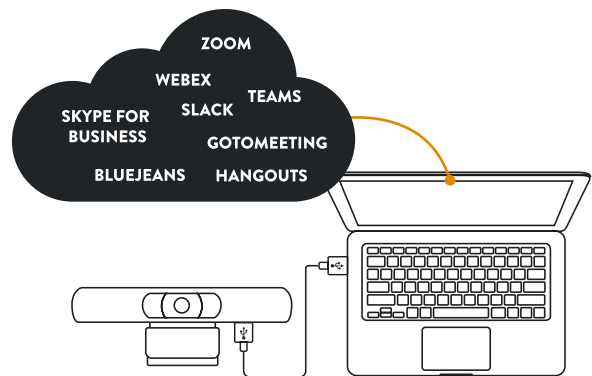 ZOOM
WEBEX
TEAMS
SLACK
SKYPE FOR
BUSINESS
GOTOMEETING
BLUEJEANS
HANGOUTS